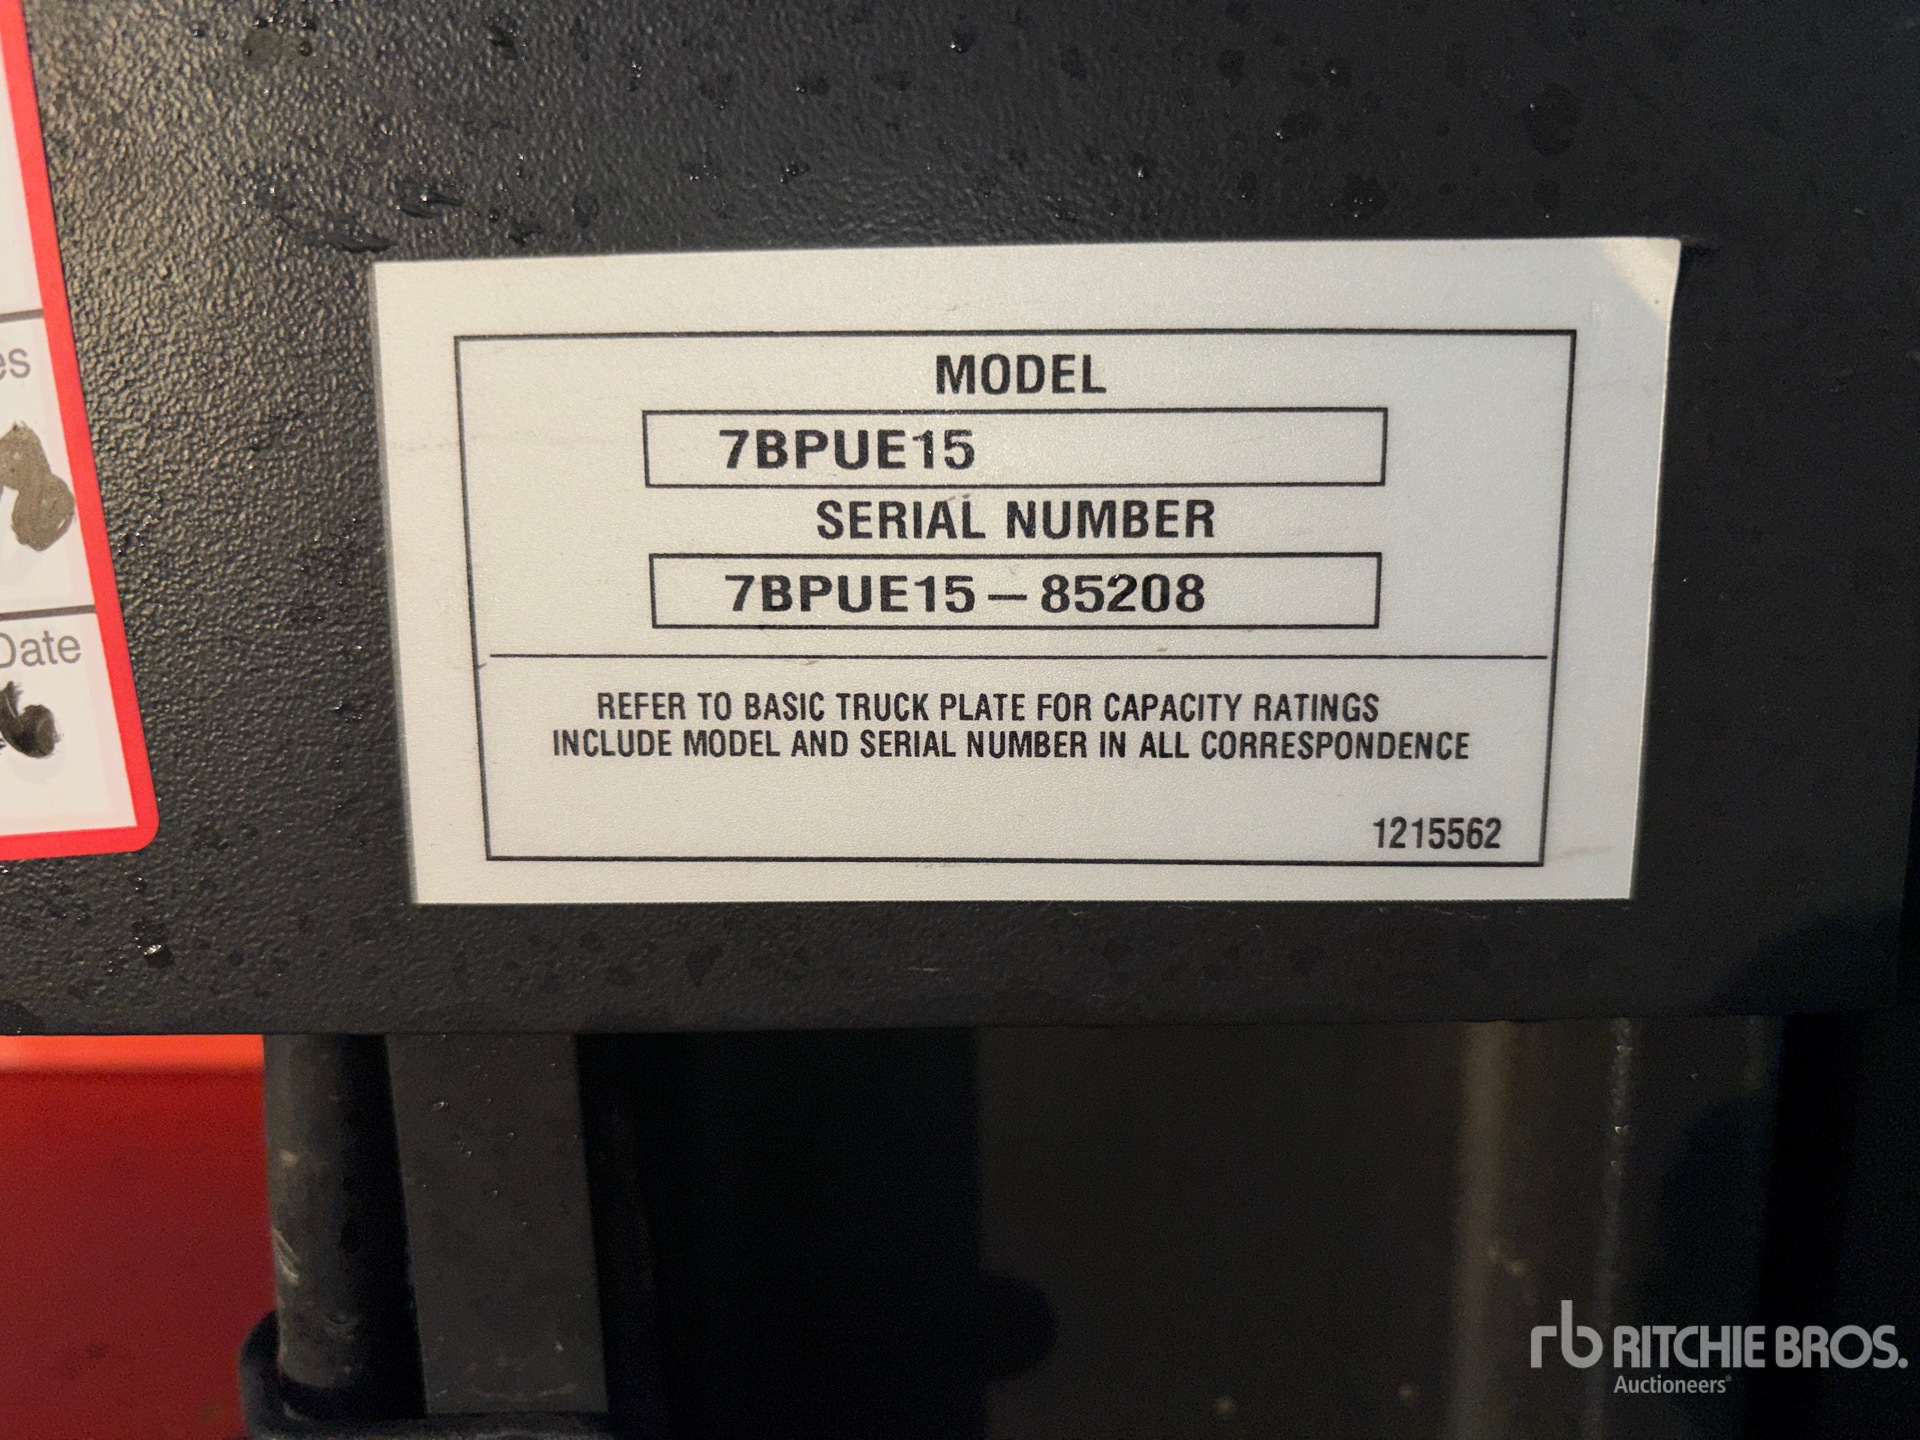 es
Date
MODEL
7BPUE15
SERIAL NUMBER
7BPUE15-85208
REFER TO BASIC TRUCK PLATE FOR CAPACITY RATINGS
INCLUDE MODEL AND SERIAL NUMBER IN ALL CORRESPONDENCE
1215562
rb RITCHIE BROS.
Auctioneers